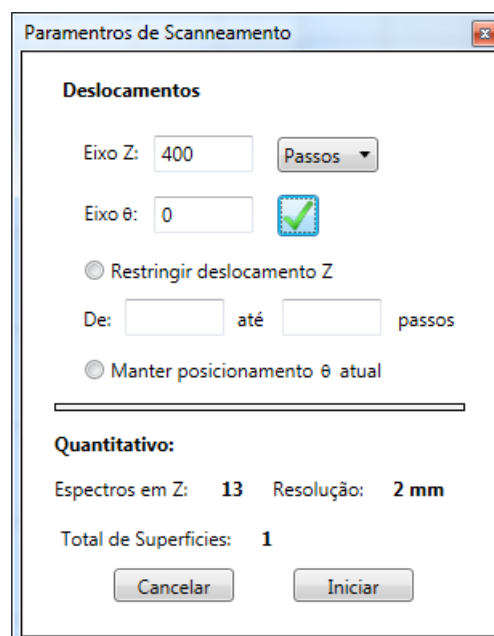 Paramentros de Scanneamento
Deslocamentos
Eixo Z: 400 Passos
Eixo θ: 0
Restringir deslocamento Z
De: até passos
Manter posicionamento θ atual
Quantitativo:
Espectros em Z: 13 Resolução: 2 mm
Total de Superficies: 1
Cancelar Iniciar